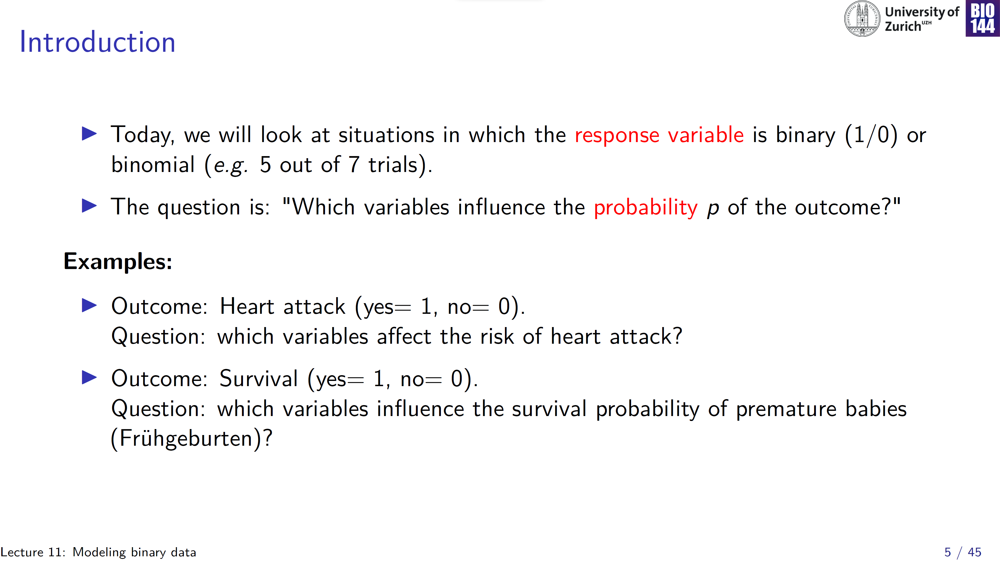 University of
Zurich UZH
BIO
144
Introduction
Today, we will look at situations in which the response variable is binary (1/0) or
binomial (e.g. 5 out of 7 trials).
The question is: "Which variables influence the probability p of the outcome?"
Examples:
Outcome: Heart attack (yes= 1, no= 0).
Question: which variables affect the risk of heart attack?
Outcome: Survival (yes= 1, no= 0).
Question: which variables influence the survival probability of premature babies
(Frühgeburten)?
Lecture 11: Modeling binary data
5 / 45